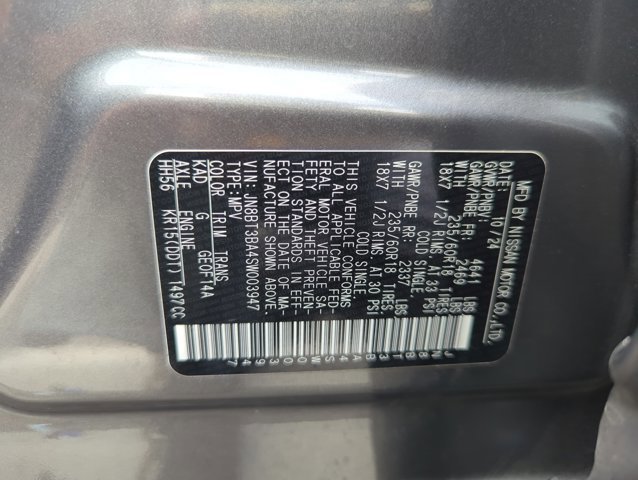 MFD BY NISSAN MOTOR CO.,LTD.
DATE: 10/24
GVWR/PNBV: 4641 LBS
GAWR/PNBE FR: 2469 LBS
WITH 235/60R18 TIRES
18X7 1/2J RIMS, AT 33 PSI
COLD SINGLE,
GAWR/PNBE RR: 2337 LBS
WITH 235/60R18 TIRES
18X7 1/2J RIMS, AT 30 PSI
COLD SINGLE,
THIS VEHICLE CONFORMS
TO ALL APPLICABLE FED-
ERAL MOTOR VEHICLE SA-
FETY AND THEFT PREVEN-
TION STANDARDS IN EFF-
ECT ON THE DATE OF MA-
NUFACTURE SHOWN ABOVE.
VIN: JN8BT3BA4SW003947
TYPE: MPV
COLOR TRIM TRANS
KAD G GE0F14A
AXLE ENGINE
HH56 KR15(DDT) 1497CC
JN8BT3BA4SW003947